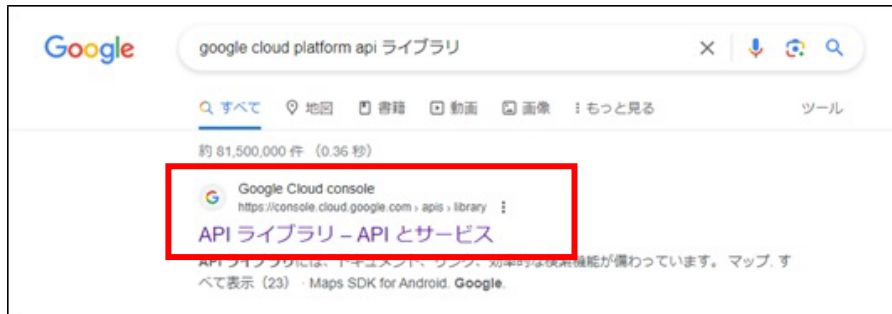 Google google cloud platform api ライブラリ
すべて 地図 書籍 動画 画像 もっと見る ツール
約 81,500,000 件 （0.36 秒）
Google Cloud console
https://console.cloud.google.com › apis › library
API ライブラリ – API とサービス
API ライブラリには、ドキュメント、リンク、効率的な検索機能が備わっています。 マップ. す
べて表示（23） · Maps SDK for Android. Google.